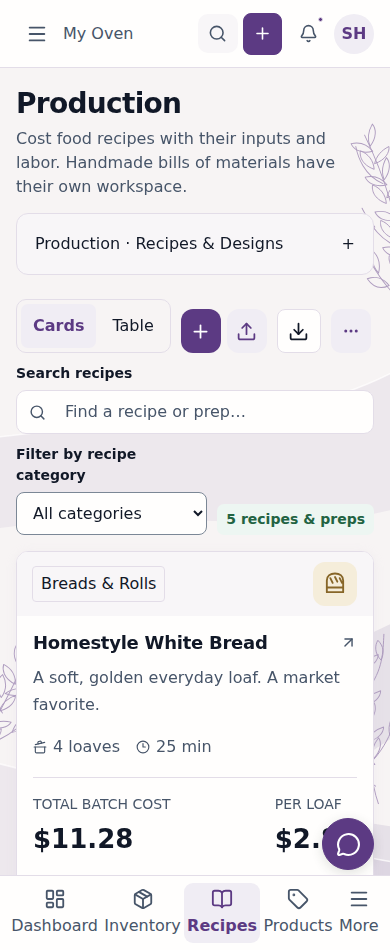 My Oven
SH
Production
Cost food recipes with their inputs and
labor. Handmade bills of materials have
their own workspace.
Production · Recipes & Designs
Cards
Table
Search recipes
Find a recipe or prep…
Filter by recipe
category
All categories
5 recipes & preps
Breads & Rolls
Homestyle White Bread
A soft, golden everyday loaf. A market
favorite.
4 loaves
25 min
TOTAL BATCH COST
PER LOAF
$11.28
Dashboard
Inventory
Recipes
Products
More